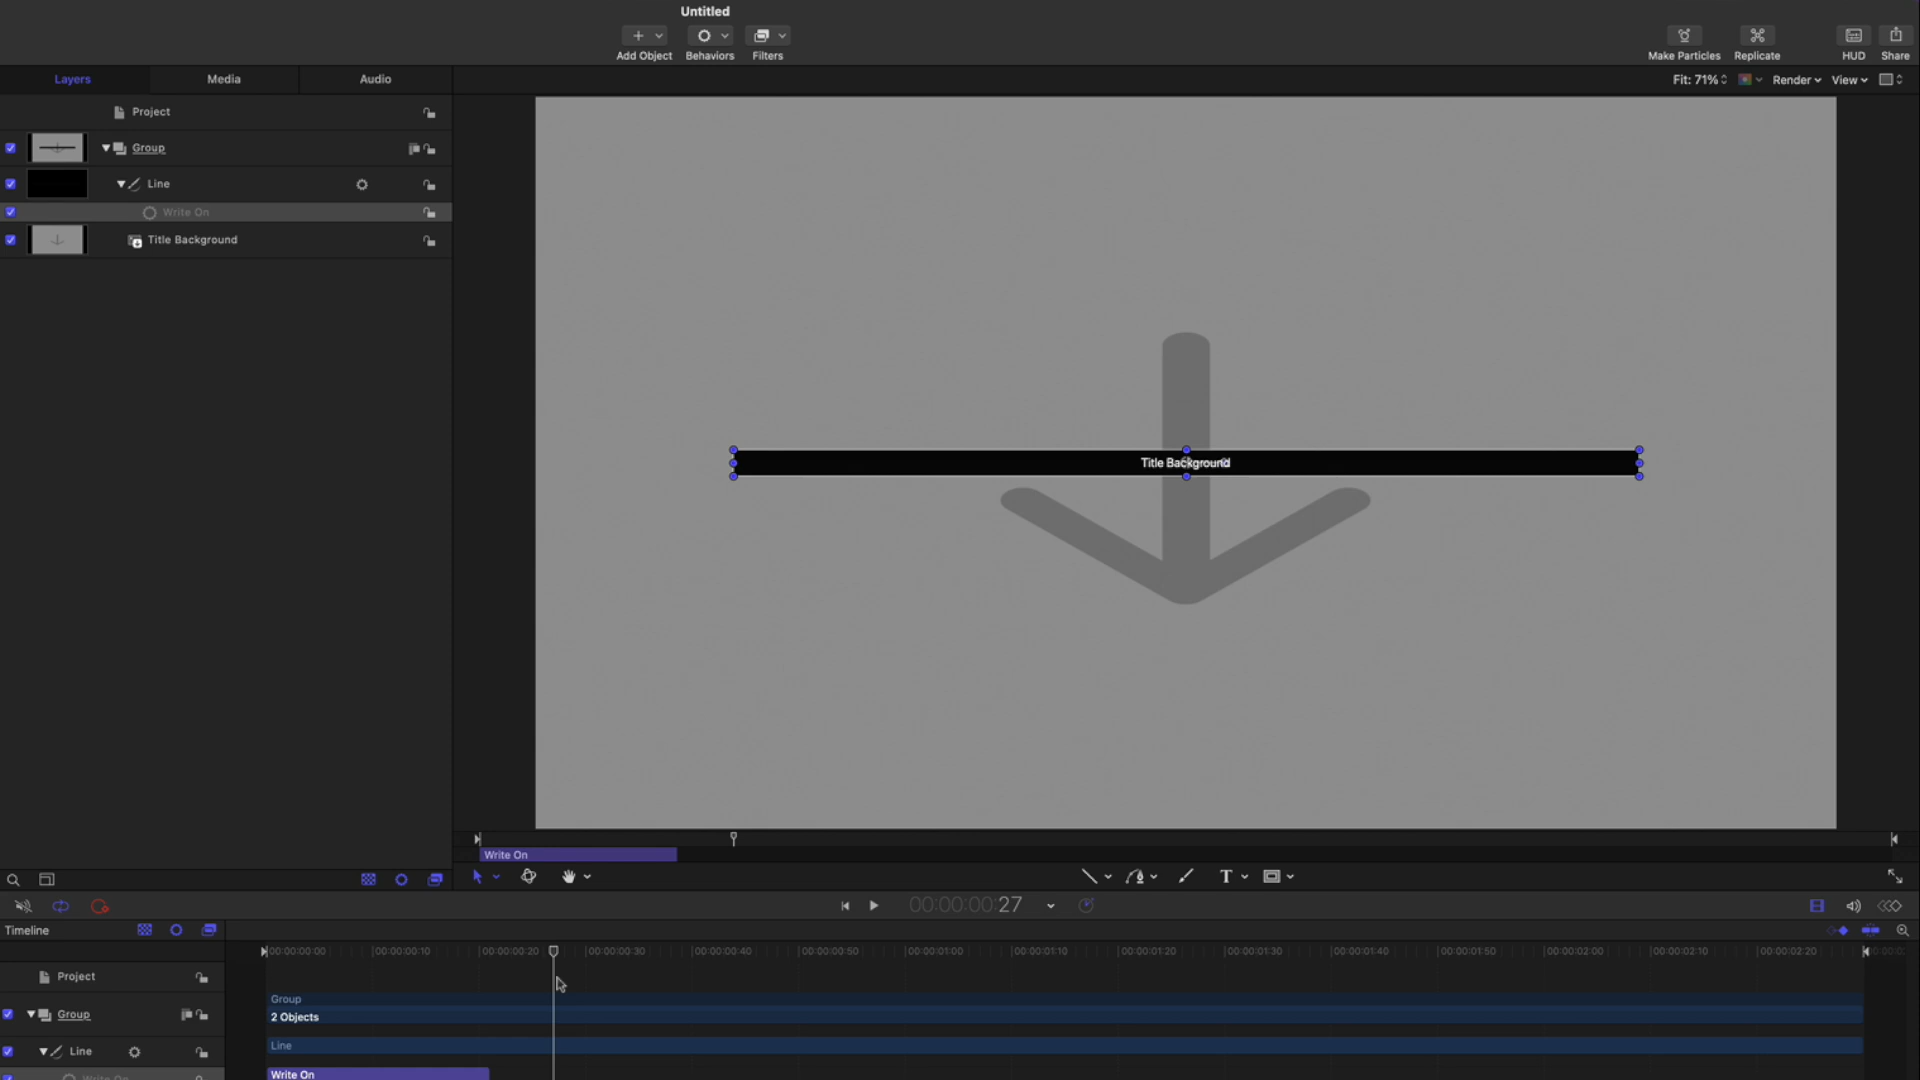 Untitled
Add Object
Behaviors
Filters
Make Particles
Replicate
HUD
Share
Layers
Media
Audio
Fit: 71%
Render
View
Project
Group
Line
Write On
Title Background
Title Background
Write On
T
00:00:00:27
Timeline
00:00:00:00
00:00:00:10
00:00:00:20
00:00:00:30
00:00:00:40
00:00:00:50
00:00:01:00
00:00:01:10
00:00:01:20
00:00:01:30
00:00:01:40
00:00:01:50
00:00:02:00
00:00:02:10
00:00:02:20
Project
Group
Group
2 Objects
Line
Line
Write On
Write On